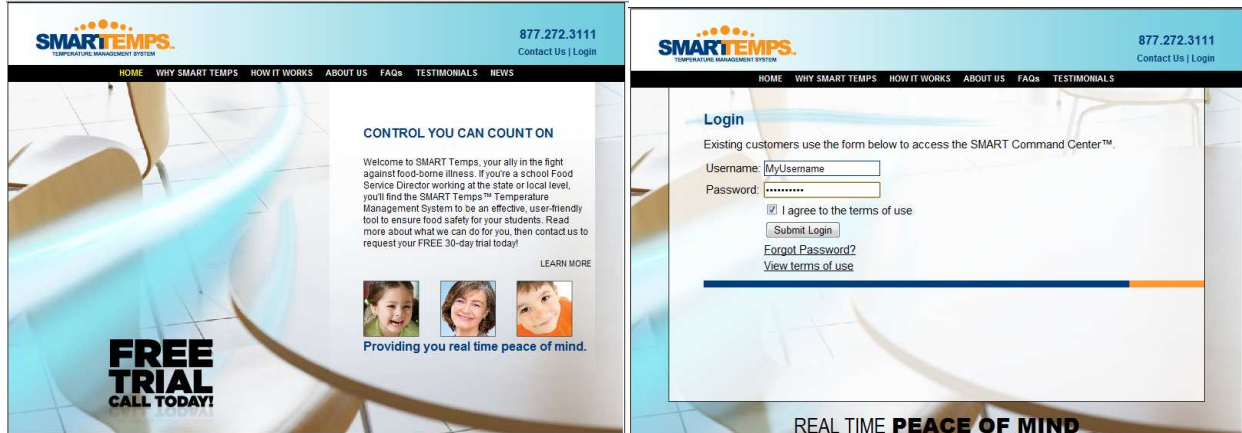 SMARTTEMPS.
TEMPERATURE MANAGEMENT SYSTEM
877.272.3111
Contact Us | Login
HOME WHY SMART TEMPS HOW IT WORKS ABOUT US FAQs TESTIMONIALS NEWS
CONTROL YOU CAN COUNT ON
Welcome to SMART Temps, your ally in the fight
against food-borne illness. If you're a school Food
Service Director working at the state or local level,
you'll find the SMART Temps™ Temperature
Management System to be an effective, user-friendly
tool to ensure food safety for your students. Read
more about what we can do for you, then contact us to
request your FREE 30-day trial today!
LEARN MORE
Providing you real time peace of mind.
FREE
TRIAL
CALL TODAY!
SMARTTEMPS.
TEMPERATURE MANAGEMENT SYSTEM
877.272.3111
Contact Us | Login
HOME WHY SMART TEMPS HOW IT WORKS ABOUT US FAQs TESTIMONIALS
Login
Existing customers use the form below to access the SMART Command Center™.
Username: MyUsername
Password: ••••••••••
I agree to the terms of use
Submit Login
Forgot Password?
View terms of use
REAL TIME PEACE OF MIND